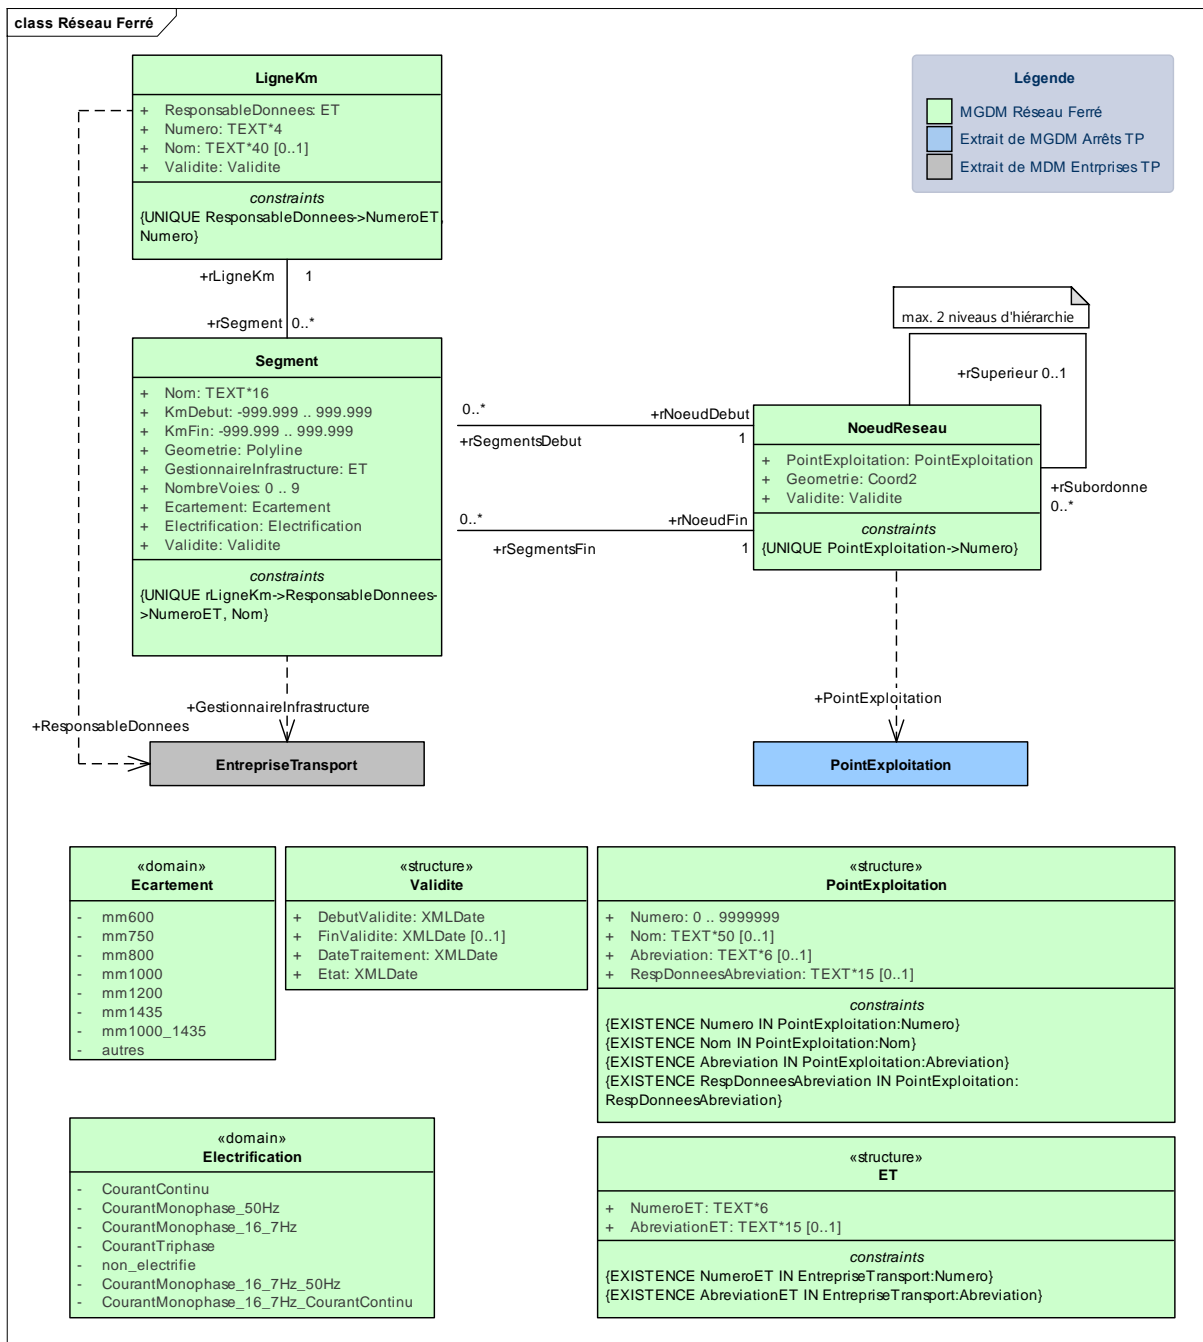 class Réseau Ferré
LigneKm
+ ResponsableDonnees: ET
+ Numero: TEXT*4
+ Nom: TEXT*40 [0..1]
+ Validite: Validite
constraints
{UNIQUE ResponsableDonnees->NumeroET,
Numero}
Légende
MGDM Réseau Ferré
Extrait de MGDM Arrêts TP
Extrait de MDM Entrprises TP
+rLigneKm 1
+rSegment 0..*
Segment
+ Nom: TEXT*16
+ KmDebut: -999.999 .. 999.999
+ KmFin: -999.999 .. 999.999
+ Geometrie: Polyline
+ GestionnaireInfrastructure: ET
+ NombreVoies: 0 .. 9
+ Ecartement: Ecartement
+ Electrification: Electrification
+ Validite: Validite
constraints
{UNIQUE rLigneKm->ResponsableDonnees-
>NumeroET, Nom}
max. 2 niveaus d'hiérarchie
+rSuperieur 0..1
0..* +rNoeudDebut
+rSegmentsDebut 1
0..* +rNoeudFin
+rSegmentsFin 1
NoeudReseau
+ PointExploitation: PointExploitation
+ Geometrie: Coord2
+ Validite: Validite
constraints
{UNIQUE PointExploitation->Numero}
+rSubordonne
0..*
+GestionnaireInfrastructure
+ResponsableDonnees
+PointExploitation
EntrepriseTransport
PointExploitation
«domain»
Ecartement
- mm600
- mm750
- mm800
- mm1000
- mm1200
- mm1435
- mm1000_1435
- autres
«structure»
Validite
+ DebutValidite: XMLDate
+ FinValidite: XMLDate [0..1]
+ DateTraitement: XMLDate
+ Etat: XMLDate
«structure»
PointExploitation
+ Numero: 0 .. 9999999
+ Nom: TEXT*50 [0..1]
+ Abreviation: TEXT*6 [0..1]
+ RespDonneesAbreviation: TEXT*15 [0..1]
constraints
{EXISTENCE Numero IN PointExploitation:Numero}
{EXISTENCE Nom IN PointExploitation:Nom}
{EXISTENCE Abreviation IN PointExploitation:Abreviation}
{EXISTENCE RespDonneesAbreviation IN PointExploitation:
RespDonneesAbreviation}
«domain»
Electrification
- CourantContinu
- CourantMonophase_50Hz
- CourantMonophase_16_7Hz
- CourantTriphase
- non_electrifie
- CourantMonophase_16_7Hz_50Hz
- CourantMonophase_16_7Hz_CourantContinu
«structure»
ET
+ NumeroET: TEXT*6
+ AbreviationET: TEXT*15 [0..1]
constraints
{EXISTENCE NumeroET IN EntrepriseTransport:Numero}
{EXISTENCE AbreviationET IN EntrepriseTransport:Abreviation}